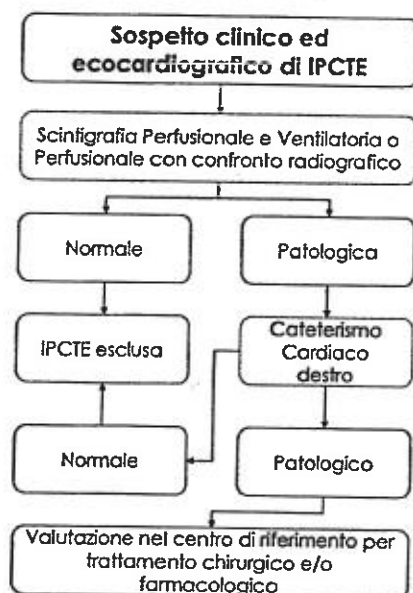 Sospetto clinico ed
ecocardiografico di IPCTE
Scintigrafia Perfusionale e Ventilatoria o
Perfusionale con confronto radiografico
Normale
Patologica
IPCTE esclusa
Cateterismo
Cardiaco
destro
Normale
Patologico
Valutazione nel centro di riferimento per
trattamento chirurgico e/o
farmacologico